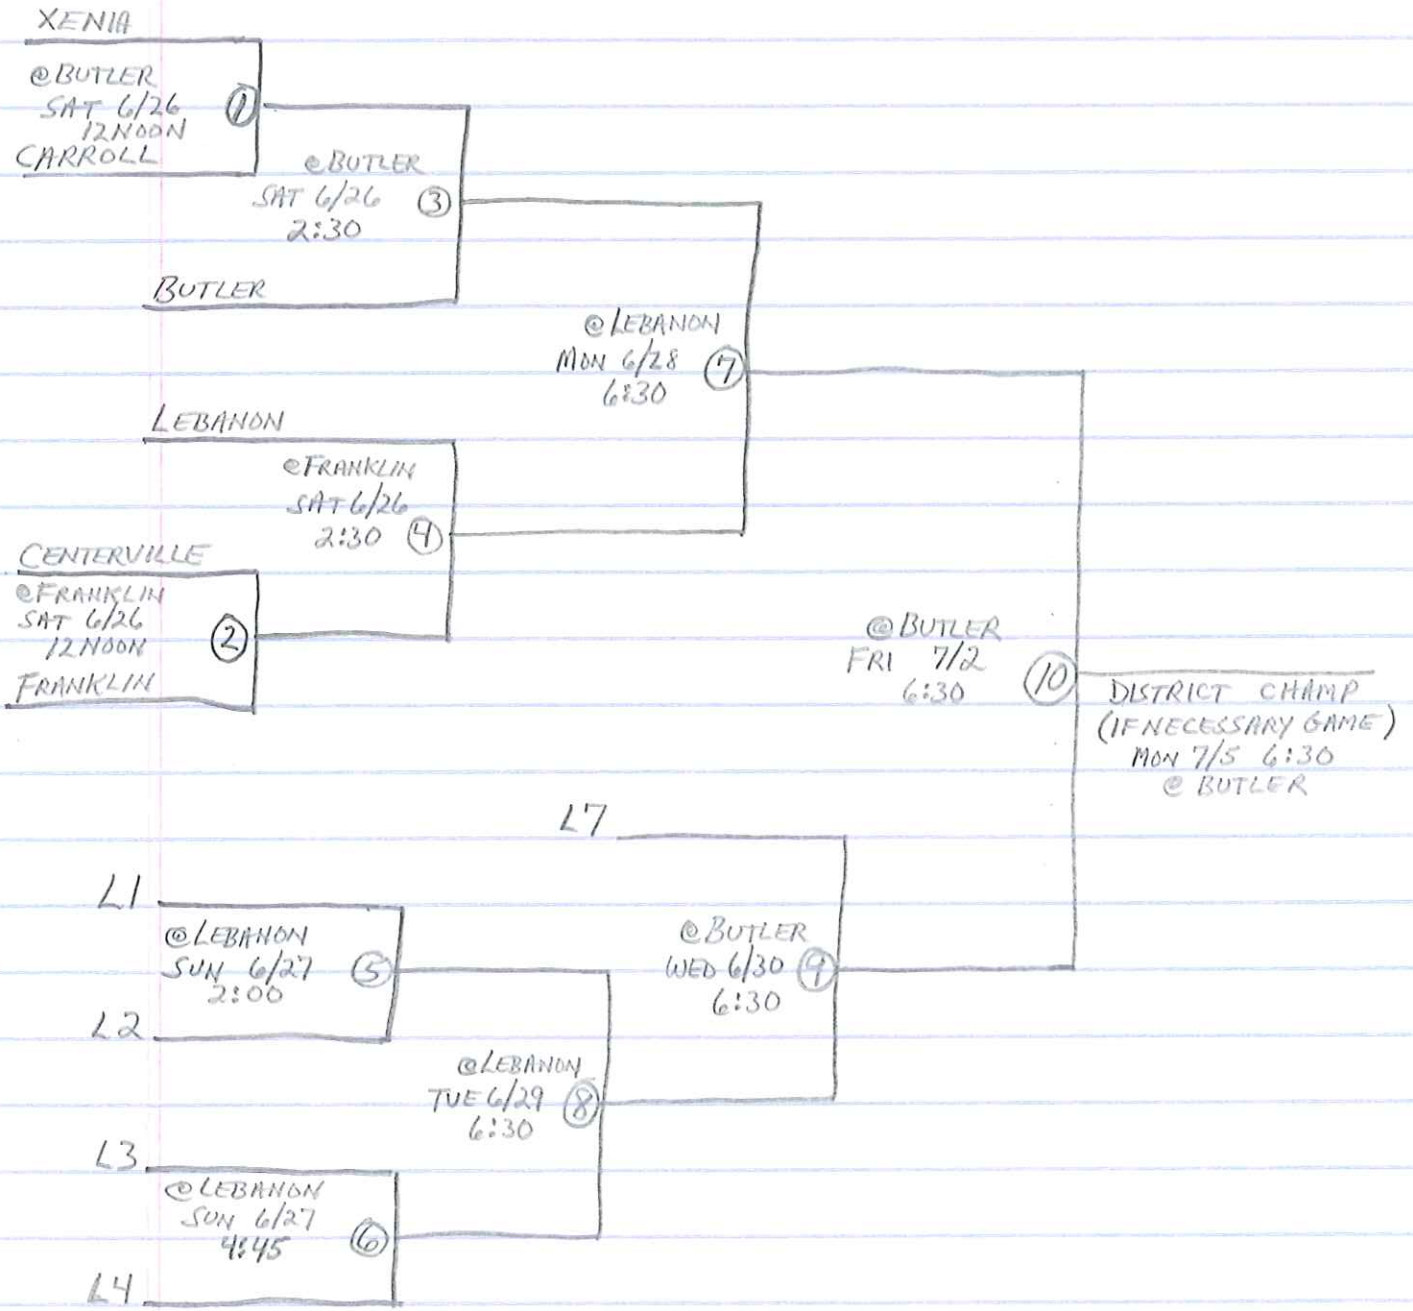 XENIA
@BUTLER
SAT 6/26
12 NOON
①
CARROLL
@BUTLER
SAT 6/26
2:30
③
BUTLER
@LEBANON
MON 6/28
6:30
⑦
LEBANON
@FRANKLIN
SAT 6/26
2:30
④
CENTERVILLE
@FRANKLIN
SAT 6/26
12 NOON
②
FRANKLIN
@BUTLER
FRI 7/2
6:30
⑩
DISTRICT CHAMP
(IF NECESSARY GAME)
MON 7/5 6:30
@ BUTLER
L7
L1
@LEBANON
SUN 6/27
2:00
⑤
L2
@BUTLER
WED 6/30
6:30
⑨
@LEBANON
TUE 6/29
6:30
⑧
L3
@LEBANON
SUN 6/27
4:45
⑥
L4